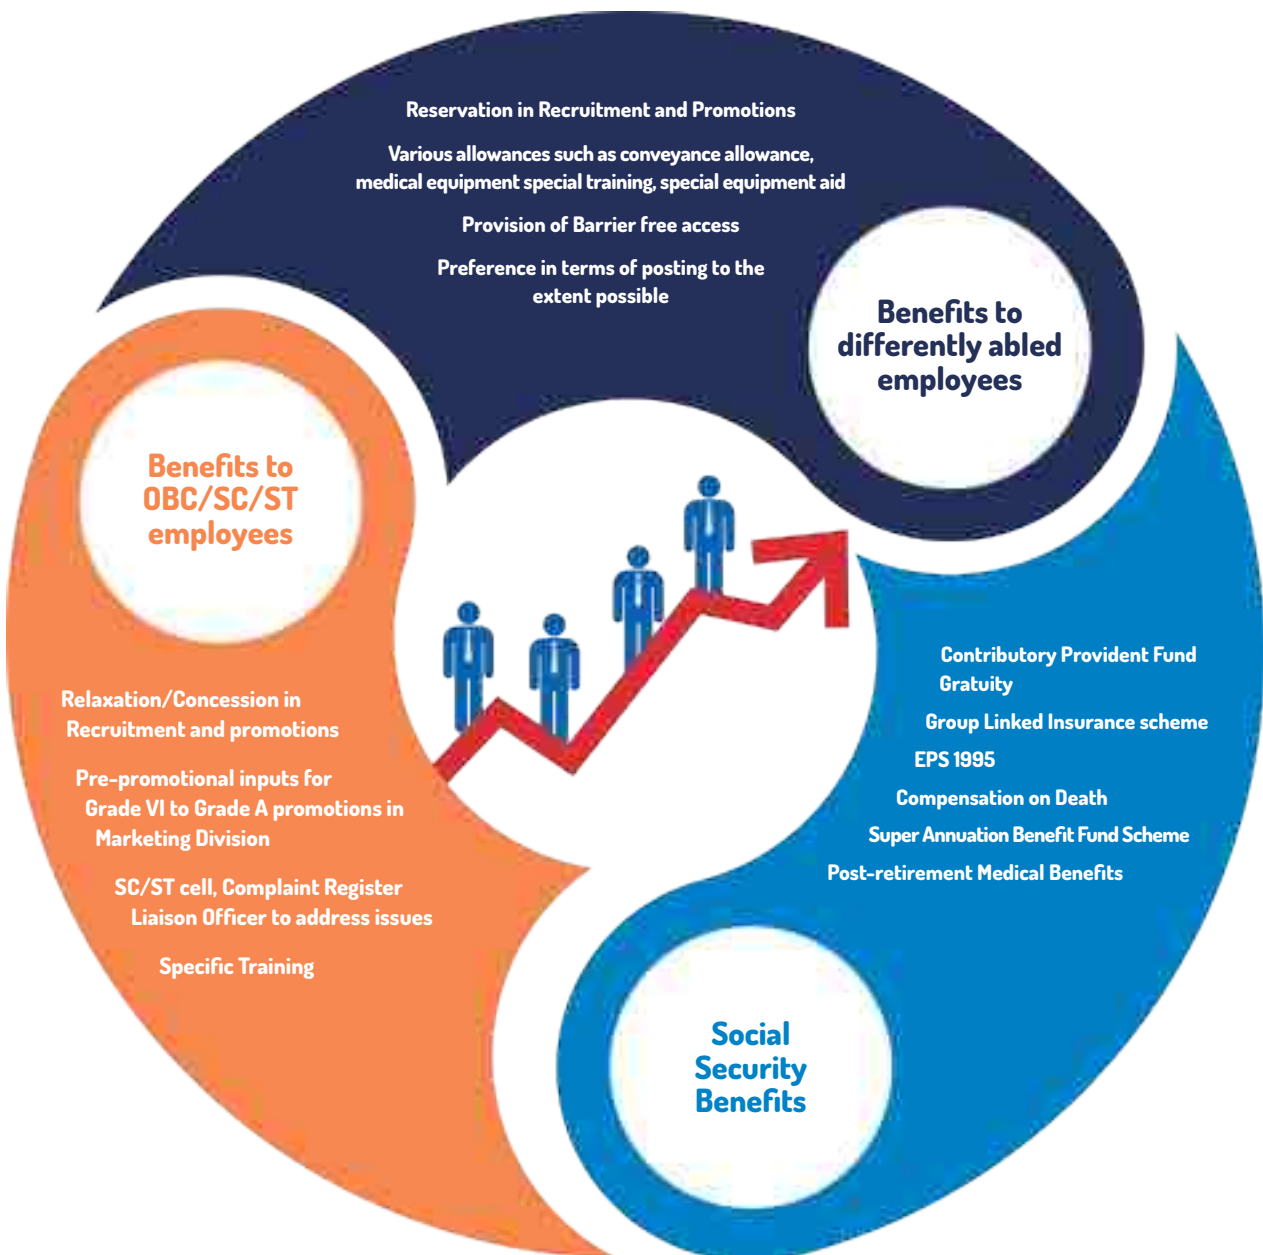 Reservation in Recruitment and Promotions
Various allowances such as conveyance allowance,
medical equipment special training, special equipment aid
Provision of Barrier free access
Preference in terms of posting to the
extent possible
Benefits to
differently abled
employees
Benefits to
OBC/SC/ST
employees
Relaxation/Concession in
Recruitment and promotions
Pre-promotional inputs for
Grade VI to Grade A promotions in
Marketing Division
SC/ST cell, Complaint Register
Liaison Officer to address issues
Specific Training
Contributory Provident Fund
Gratuity
Group Linked Insurance scheme
EPS 1995
Compensation on Death
Super Annuation Benefit Fund Scheme
Post-retirement Medical Benefits
Social
Security
Benefits